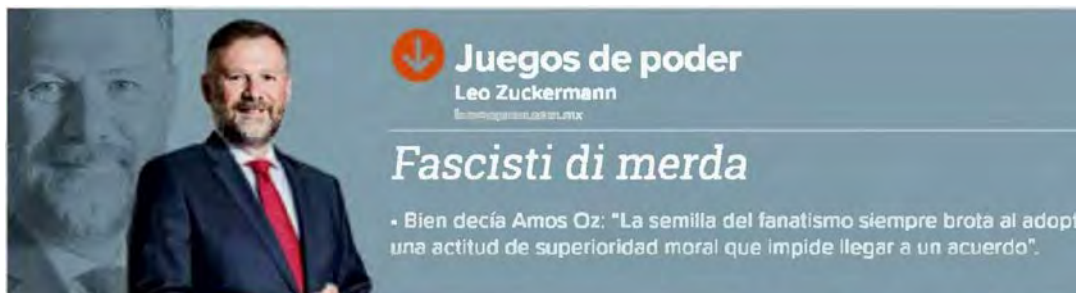 Juegos de poder
Leo Zuckermann
Fascisti di merda
• Bien decía Amos Oz: "La semilla del fanatismo siempre brota al adopt
una actitud de superioridad moral que impide llegar a un acuerdo".